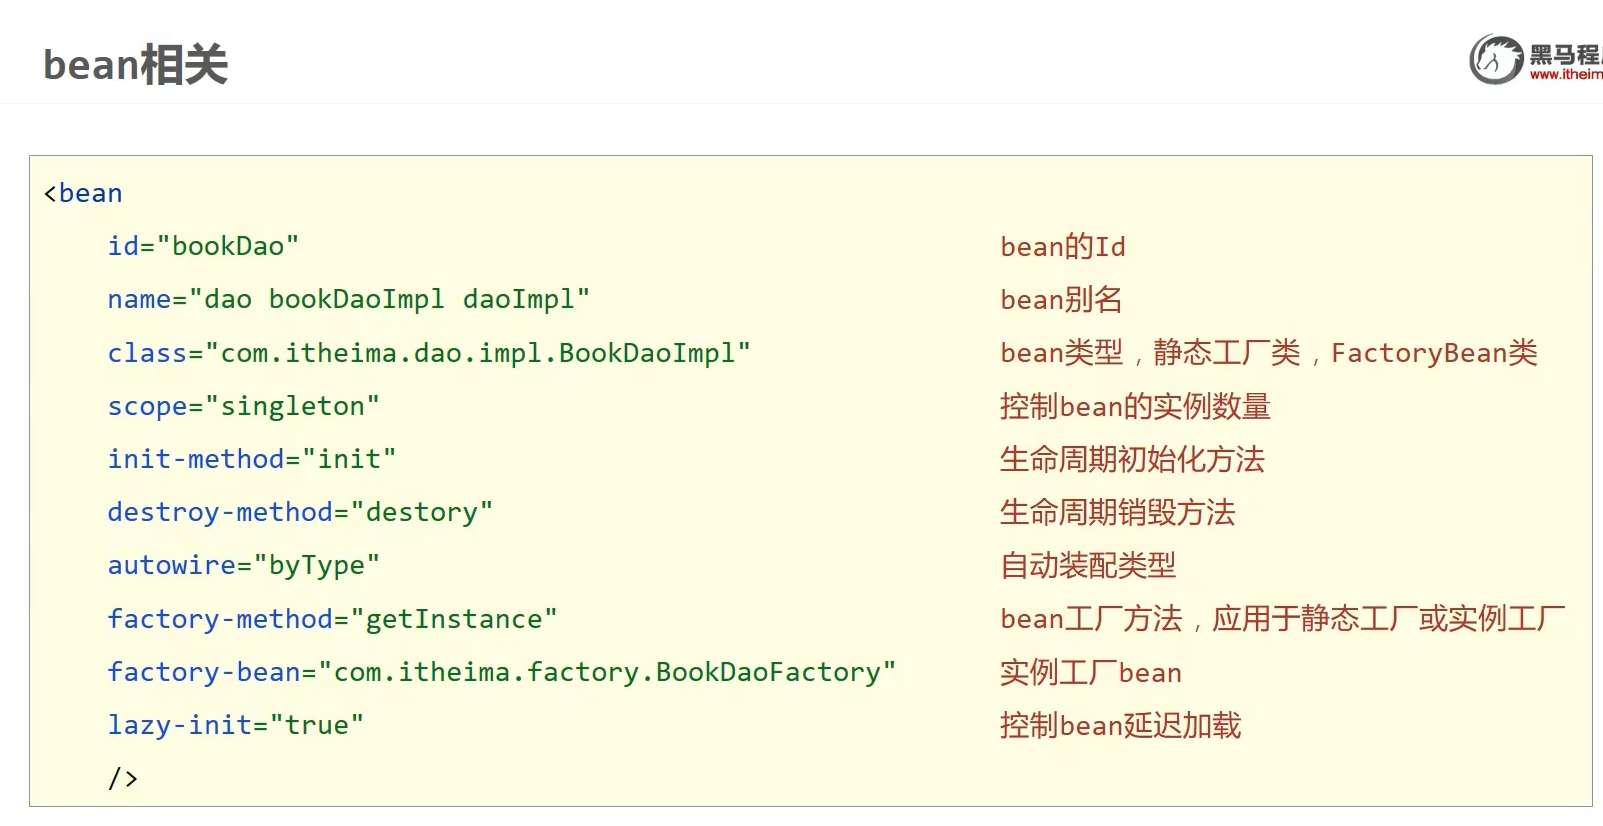 bean相关
黑马程
www.itheim
<bean
id="bookDao" bean的Id
name="dao bookDaoImpl daoImpl" bean别名
class="com.itheima.dao.impl.BookDaoImpl" bean类型，静态工厂类，FactoryBean类
scope="singleton" 控制bean的实例数量
init-method="init" 生命周期初始化方法
destroy-method="destory" 生命周期销毁方法
autowire="byType" 自动装配类型
factory-method="getInstance" bean工厂方法，应用于静态工厂或实例工厂
factory-bean="com.itheima.factory.BookDaoFactory" 实例工厂bean
lazy-init="true" 控制bean延迟加载
/>